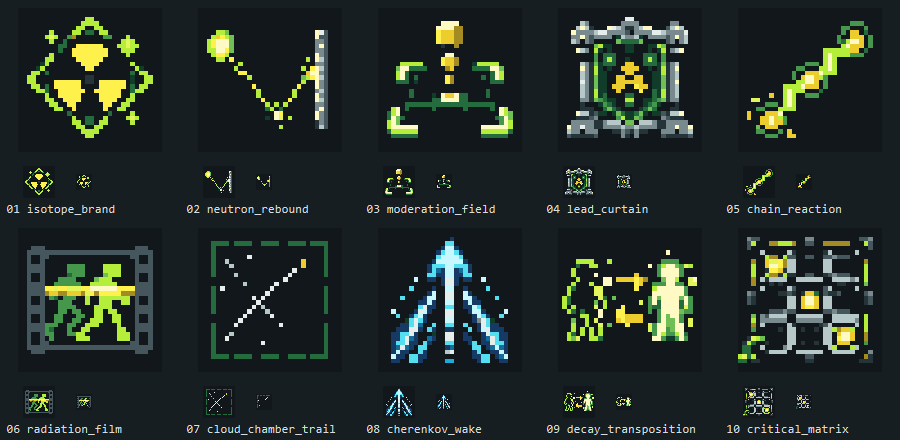 01 isotope_brand
02 neutron_rebound
03 moderation_field
04 lead_curtain
05 chain_reaction
06 radiation_film
07 cloud_chamber_trail
08 cherenkov_wake
09 decay_transposition
10 critical_matrix